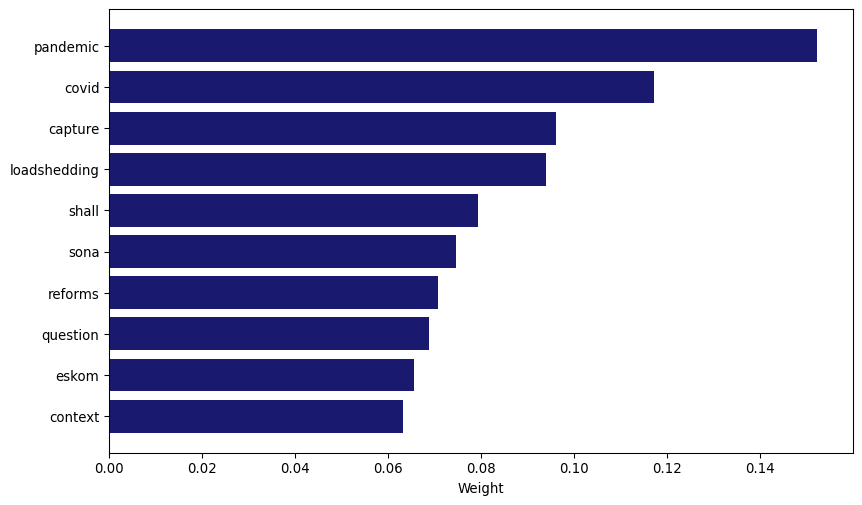 pandemic
covid
capture
loadshedding
shall
sona
reforms
question
eskom
context
0.00 0.02 0.04 0.06 0.08 0.10 0.12 0.14
Weight